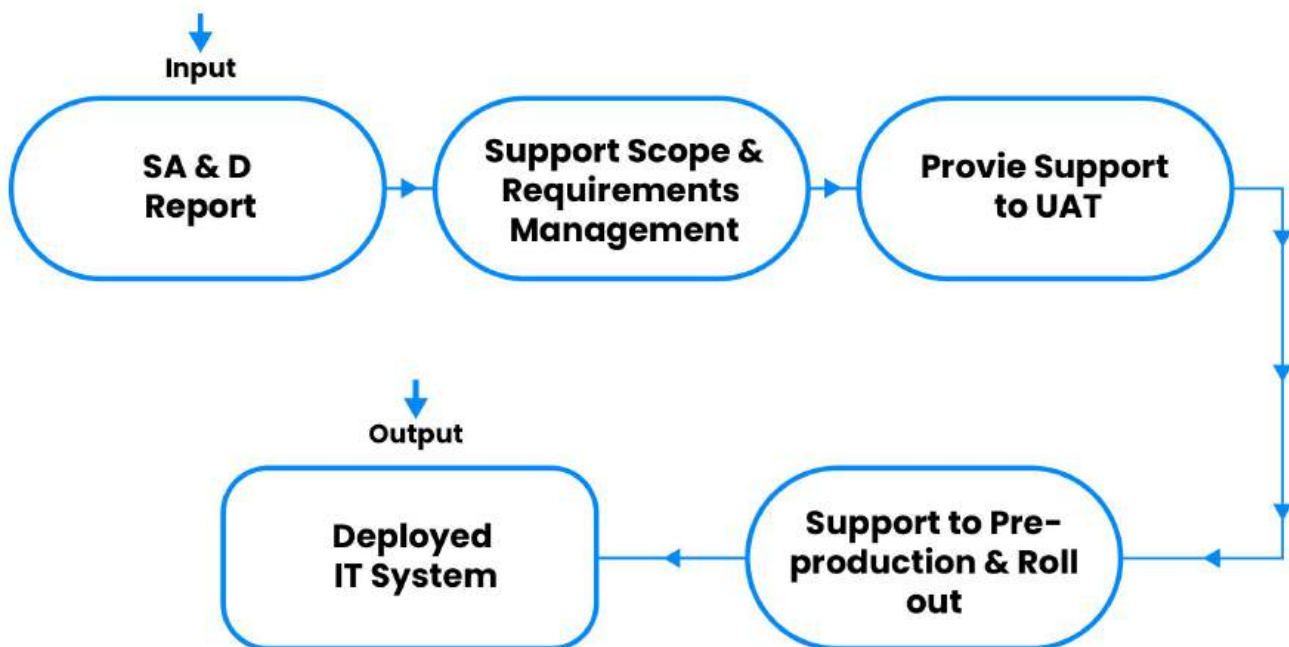 Input
SA & D
Report
Support Scope &
Requirements
Management
Provie Support
to UAT
Output
Deployed
IT System
Support to Pre-
production & Roll
out